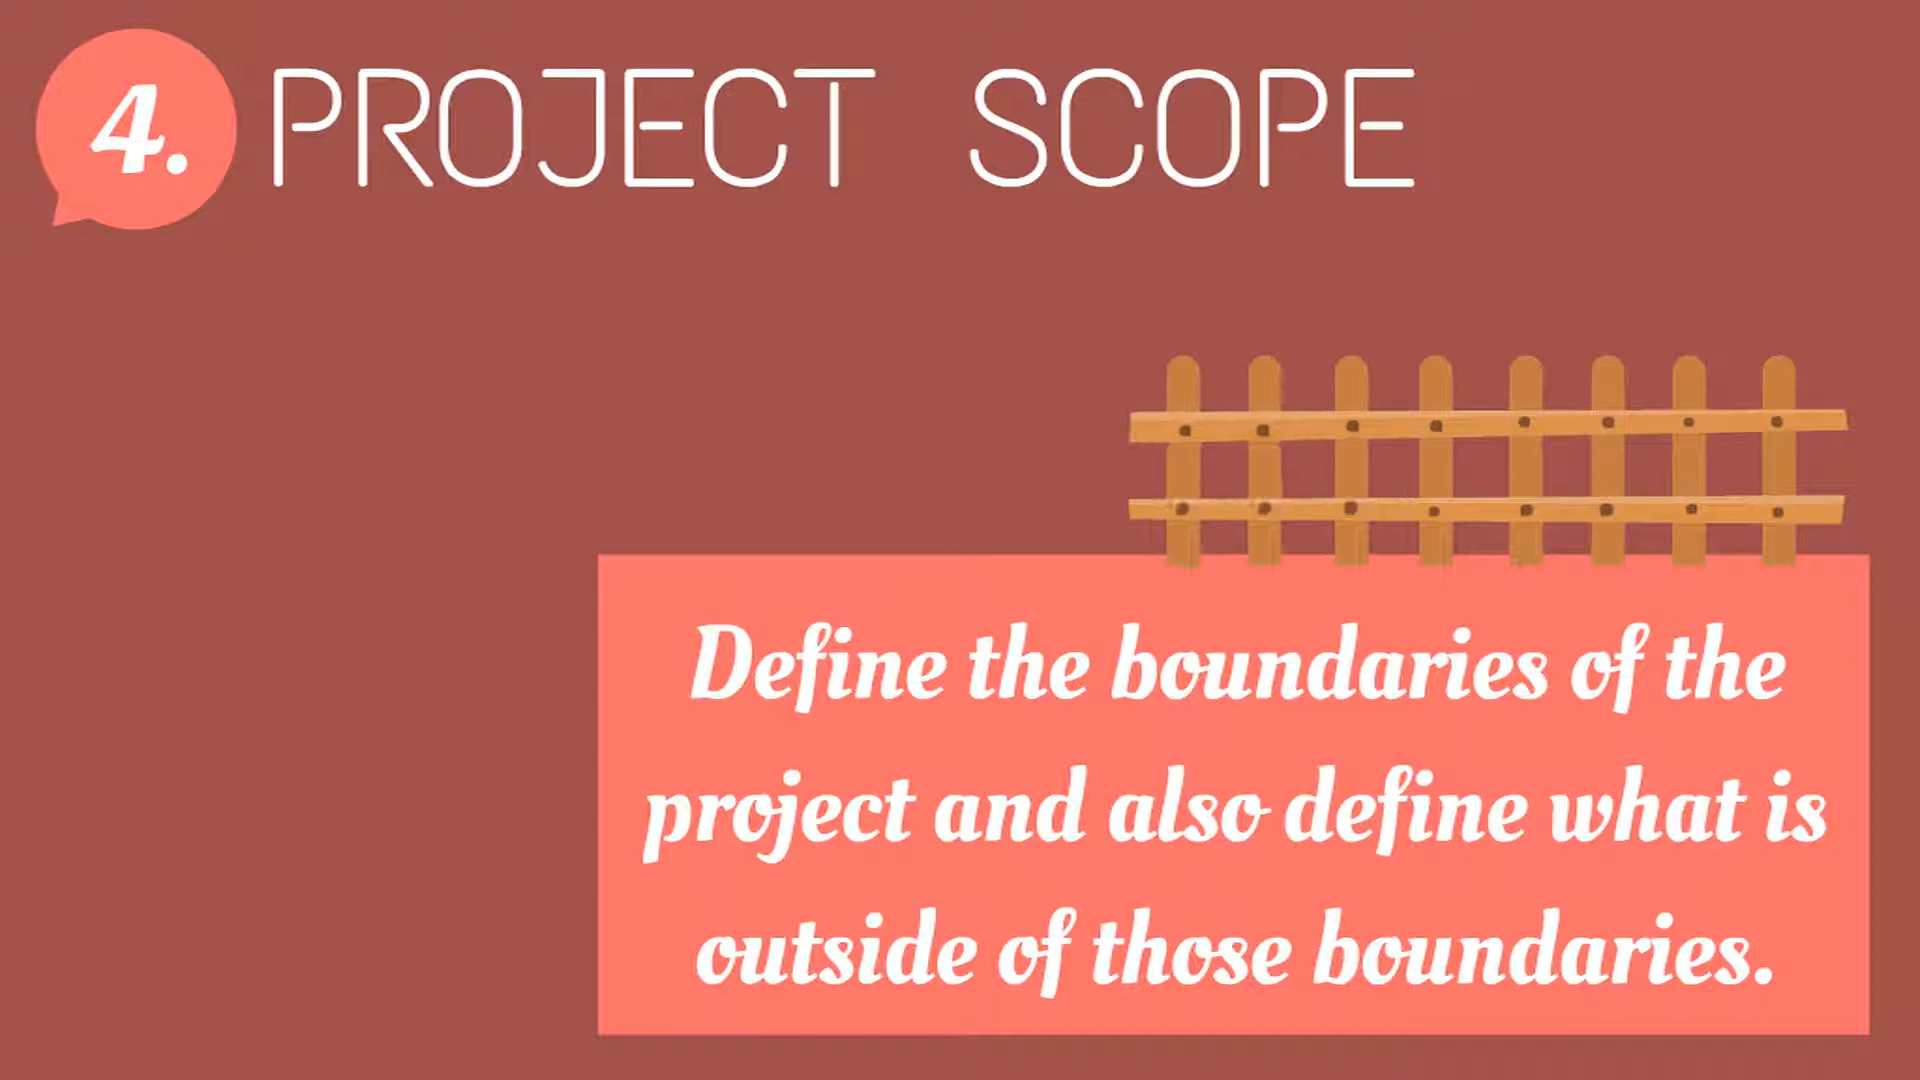 4. PROJECT SCOPE
Define the boundaries of the
project and also define what is
outside of those boundaries.